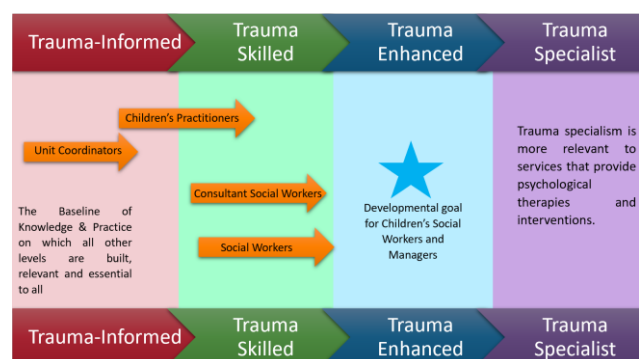 Trauma-Informed
Trauma
Skilled
Trauma
Enhanced
Trauma
Specialist
Children's Practitioners
Unit Coordinators
Consultant Social Workers
Social Workers
The Baseline of
Knowledge & Practice
on which all other
levels are built,
relevant and essential
to all
Developmental goal
for Children's Social
Workers and
Managers
Trauma specialism is
more relevant to
services that provide
psychological
therapies and
interventions.
Trauma-Informed
Trauma
Skilled
Trauma
Enhanced
Trauma
Specialist